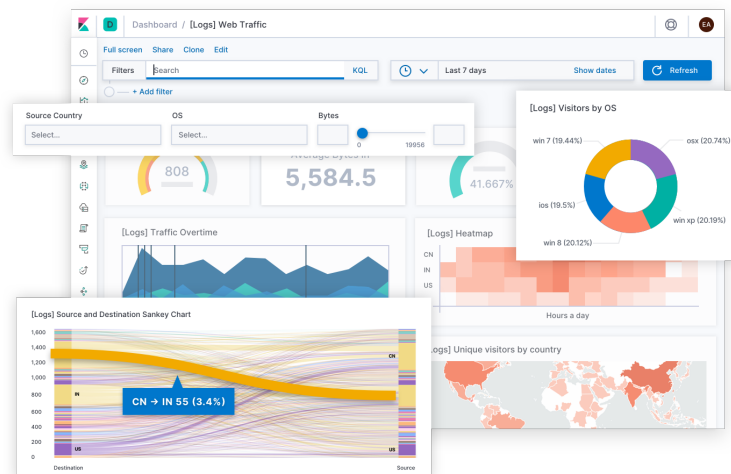 D Dashboard / [Logs] Web Traffic
EA
Full screen Share Clone Edit
Filters Search KQL
Last 7 days Show dates
Refresh
+ Add filter
Source Country OS Bytes
Select... Select...
0 19956
[Logs] Visitors by OS
win 7 (19.44%)
osx (20.74%)
ios (19.5%)
win xp (20.19%)
win 8 (20.12%)
808
Average Bytes In
5,584.5
41.667%
[Logs] Traffic Overtime
[Logs] Heatmap
CN
IN
US
Hours a day
[Logs] Source and Destination Sankey Chart
1,600
1,400
1,200
1,000
800
600
400
200
0
CN
IN
US
US
CN → IN 55 (3.4%)
Destination Source
Logs] Unique visitors by country